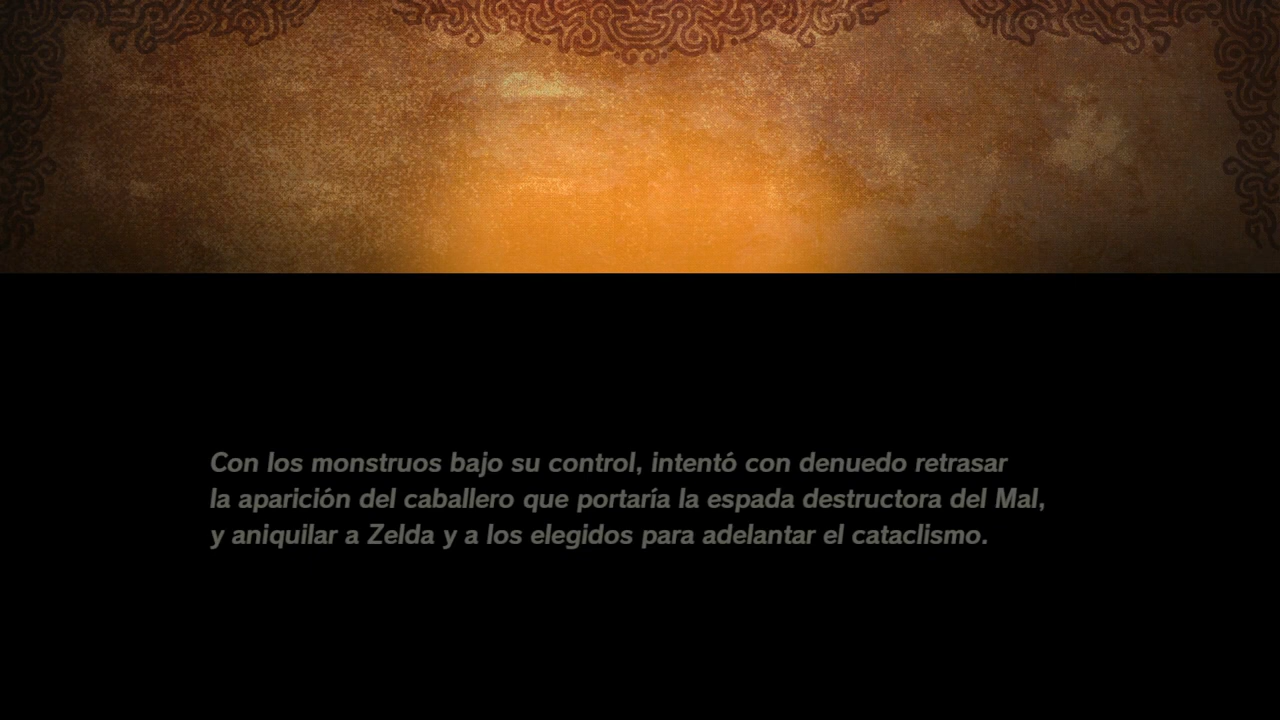 Con los monstruos bajo su control, intentó con denuedo retrasar
la aparición del caballero que portaría la espada destructora del Mal,
y aniquilar a Zelda y a los elegidos para adelantar el cataclismo.